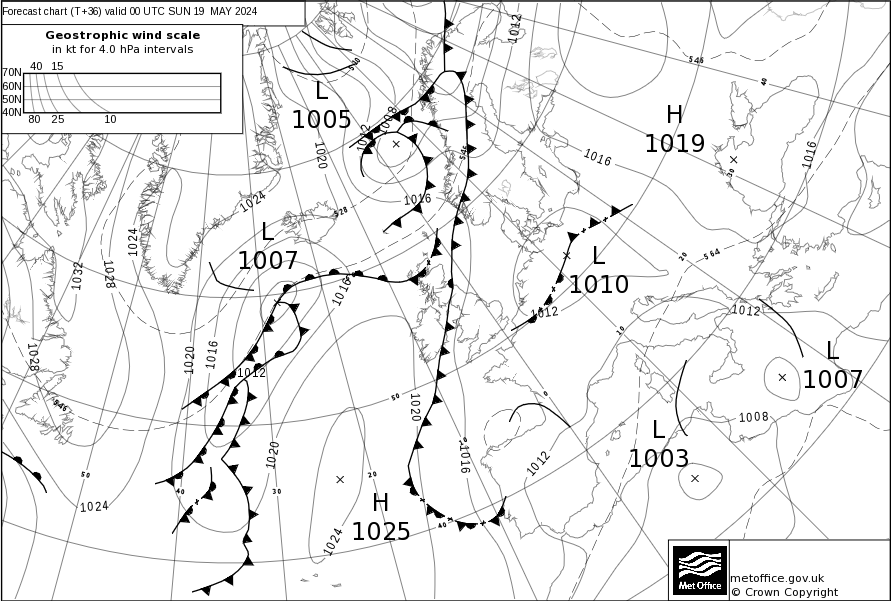 Forecast chart (T+36) valid 00 UTC SUN 19 MAY 2024
Geostrophic wind scale
in kt for 4.0 hPa intervals
40 15
70N
60N
50N
40N
80 25 10
1012
546
510
40
L
1005
1008
1012
H
1019
1020
546
1016
1016
30
1024
1016
528
L
1007
1024
20
564
L
1010
1032
1028
1016
1012
1012
10
1028
1020
1016
L
1007
1012
50
0
1020
546
1008
L
1003
1016
1012
1020
50
20
40
30
H
1025
1024
40
1024
Met Office
metoffice.gov.uk
© Crown Copyright